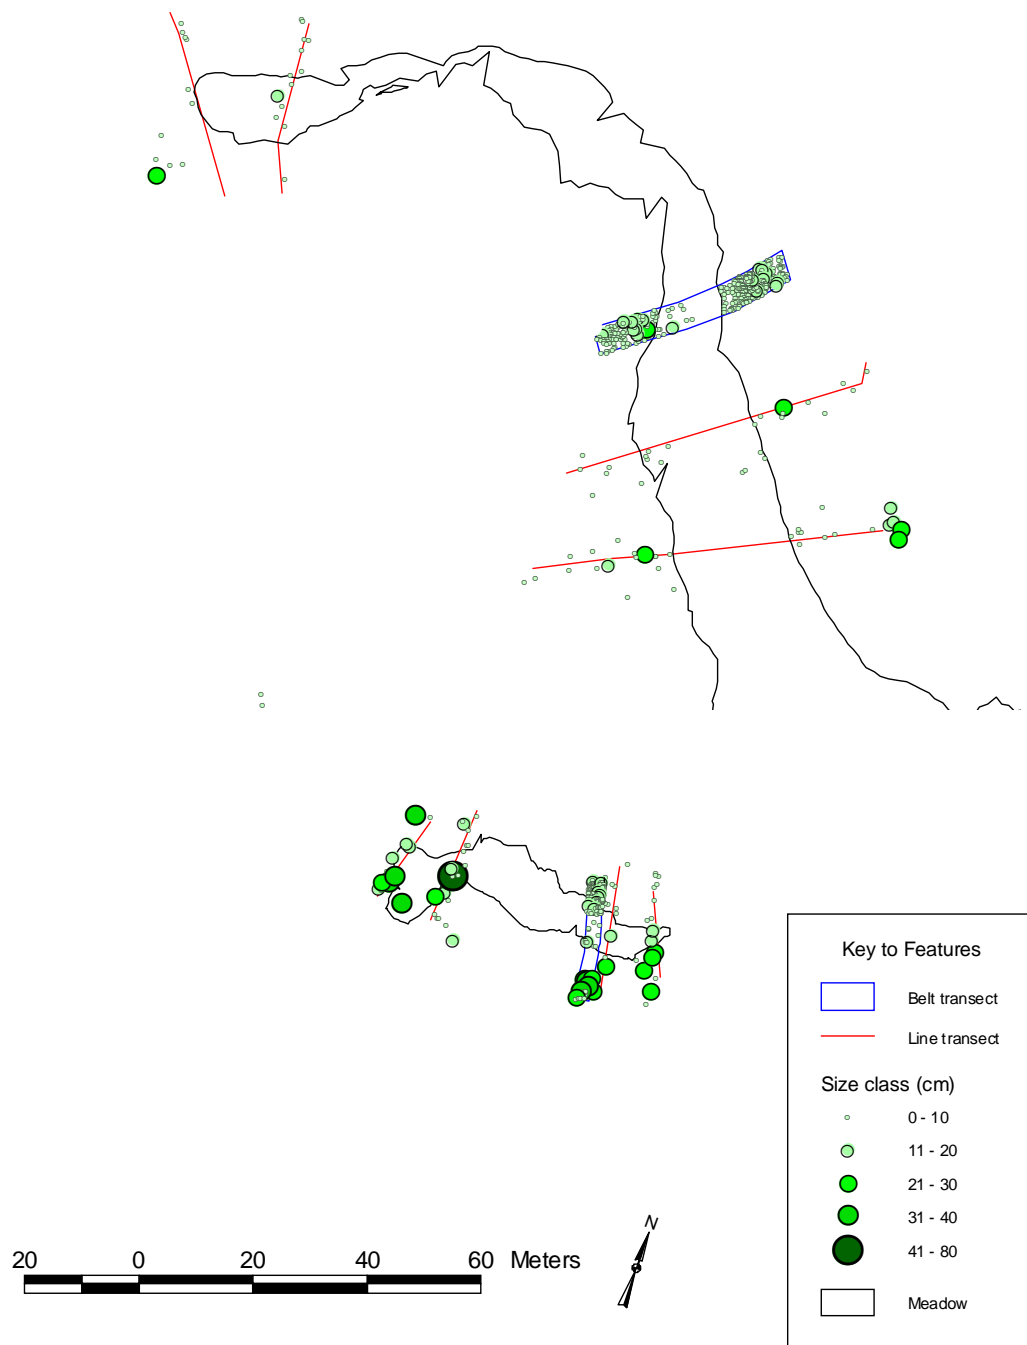 N
20 0 20 40 60 Meters
Key to Features
Belt transect
Line transect
Size class (cm)
0 - 10
11 - 20
21 - 30
31 - 40
41 - 80
Meadow